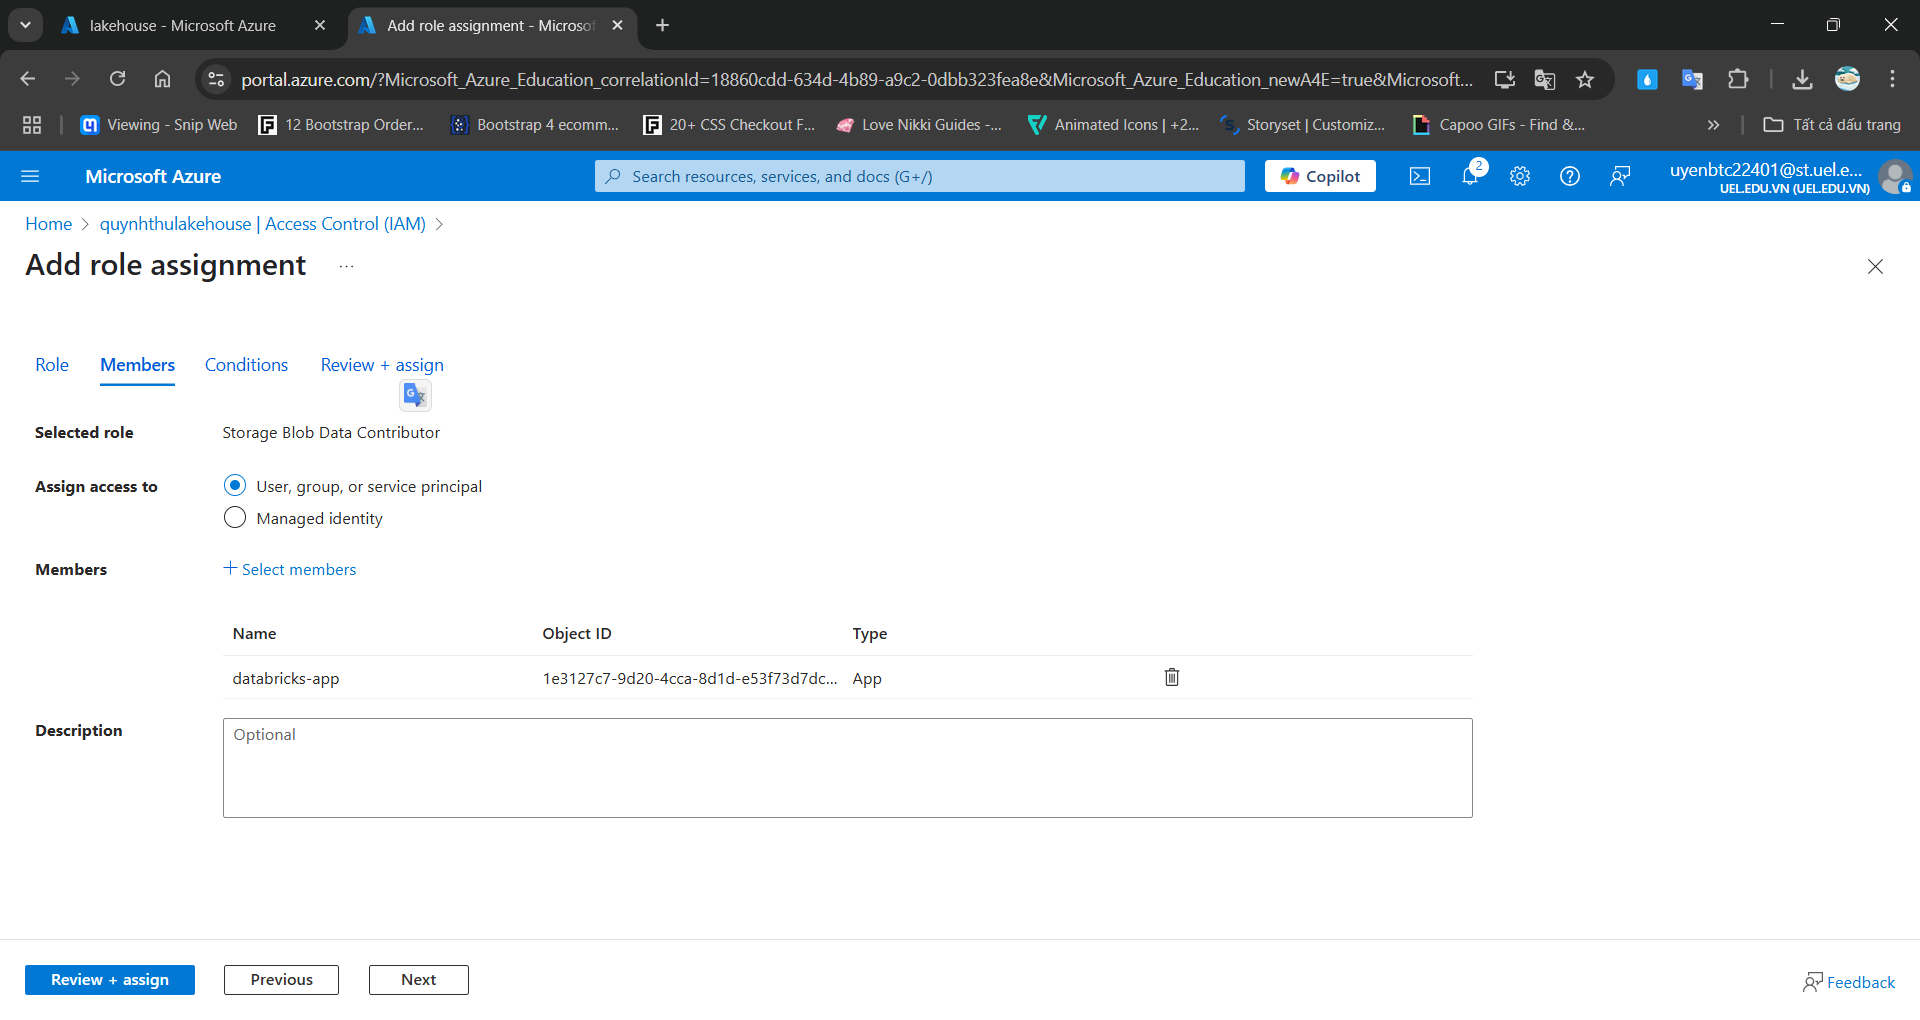 lakehouse - Microsoft Azure
Add role assignment - Microsof
portal.azure.com/?Microsoft_Azure_Education_correlationId=18860cdd-634d-4b89-a9c2-0dbb323fea8e&Microsoft_Azure_Education_newA4E=true&Microsoft...
Viewing - Snip Web
12 Bootstrap Order...
Bootstrap 4 ecomm...
20+ CSS Checkout F...
Love Nikki Guides -...
Animated Icons | +2...
Storyset | Customiz...
Capoo GIFs - Find &...
Tất cả dấu trang
Microsoft Azure
Search resources, services, and docs (G+/)
Copilot
2
uyenbtc22401@st.uel.e...
UEL.EDU.VN (UEL.EDU.VN)
Home > quynhthulakehouse | Access Control (IAM) >
Add role assignment ...
Role
Members
Conditions
Review + assign
Selected role
Storage Blob Data Contributor
Assign access to
User, group, or service principal
Managed identity
Members
+ Select members
Name
Object ID
Type
databricks-app
1e3127c7-9d20-4cca-8d1d-e53f73d7dc...
App
Description
Optional
Review + assign
Previous
Next
Feedback